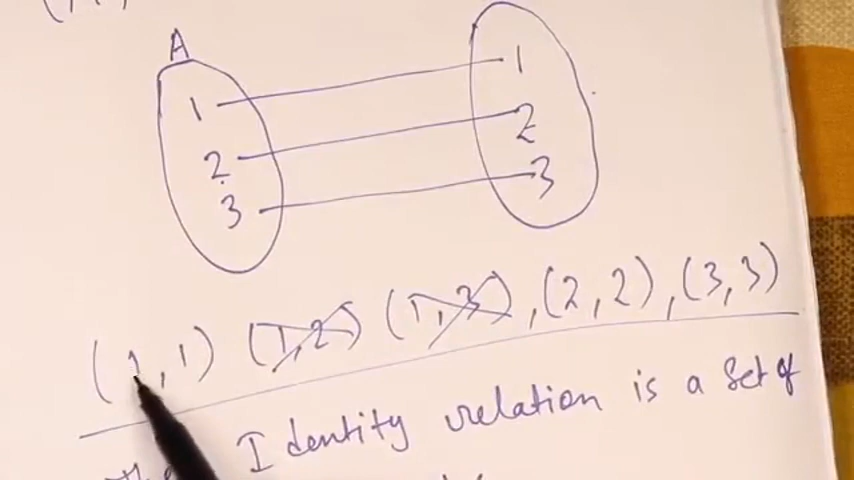 A
1 1
2 2
3 3
(1,1) (1,2) (1,3), (2,2), (3,3)
The Identity relation is a set of